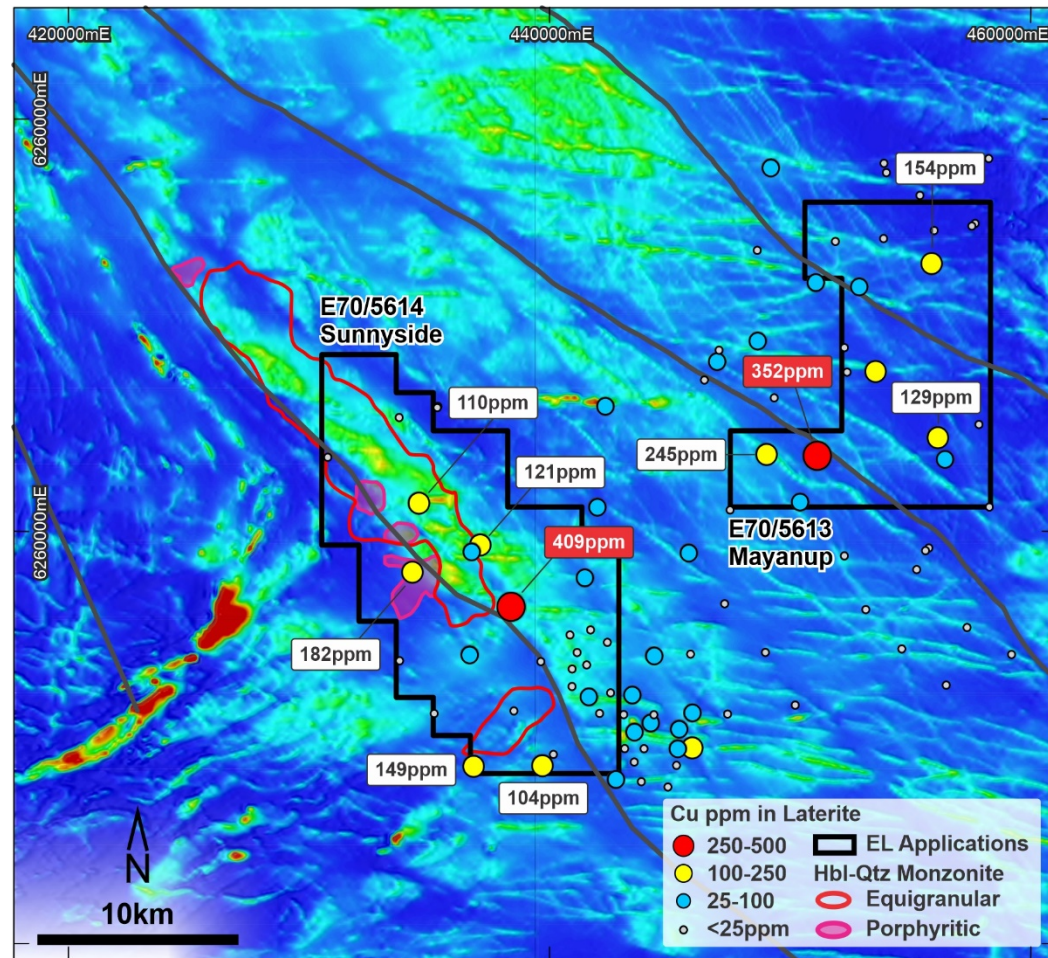 420000mE
440000mE
460000mE
6260000mE
154ppm
E70/5614
Sunnyside
352ppm
110ppm
129ppm
245ppm
121ppm
409ppm
E70/5613
Mayanup
6260000mE
182ppm
149ppm
104ppm
N
10km
Cu ppm in Laterite
250-500
EL Applications
100-250
Hbl-Qtz Monzonite
25-100
Equigranular
<25ppm
Porphyritic